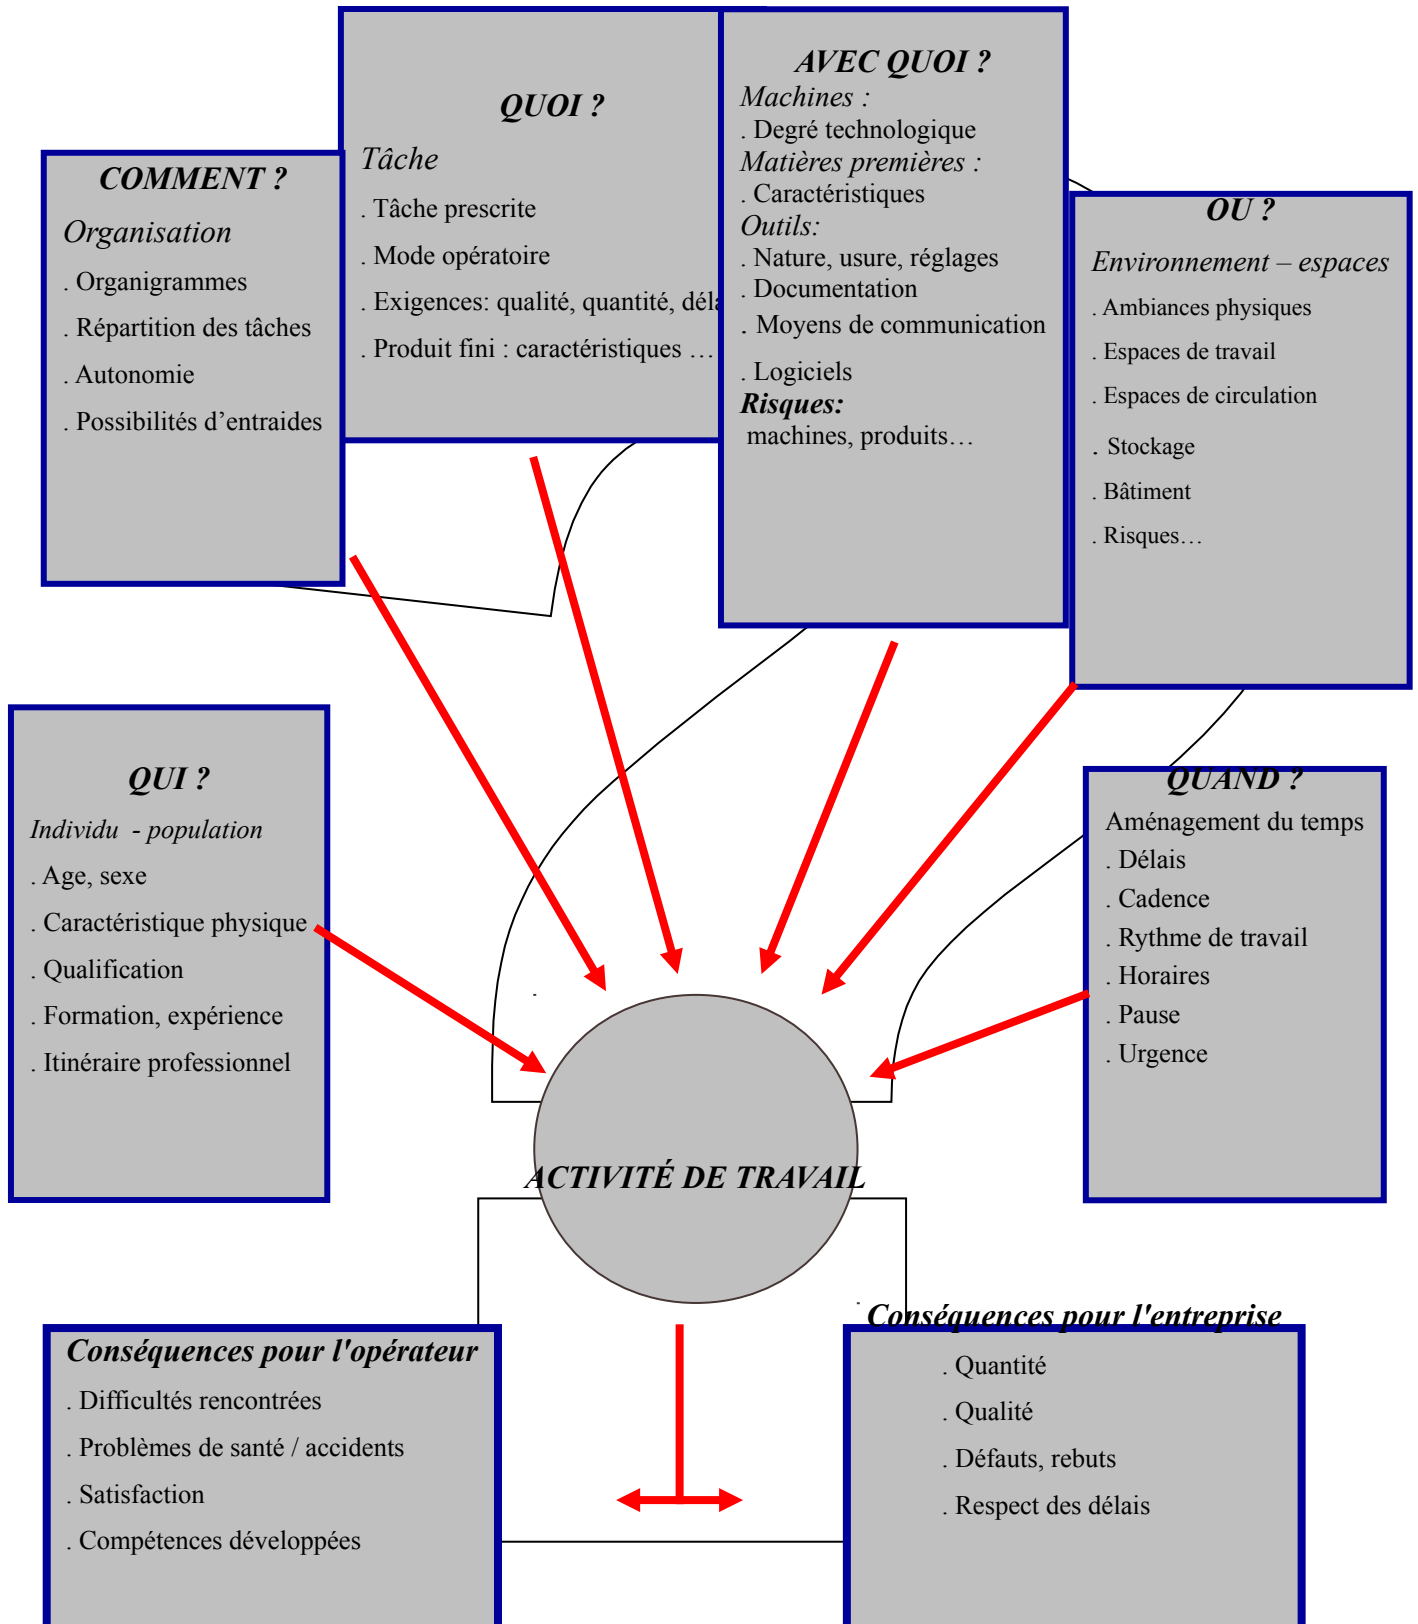 COMMENT ?
Organisation
. Organigrammes
. Répartition des tâches
. Autonomie
. Possibilités d’entraides
QUOI ?
Tâche
. Tâche prescrite
. Mode opératoire
. Exigences: qualité, quantité, déla
. Produit fini : caractéristiques …
AVEC QUOI ?
Machines :
. Degré technologique
Matières premières :
. Caractéristiques
Outils:
. Nature, usure, réglages
. Documentation
. Moyens de communication
. Logiciels
Risques:
machines, produits…
OU ?
Environnement – espaces
. Ambiances physiques
. Espaces de travail
. Espaces de circulation
. Stockage
. Bâtiment
. Risques…
QUI ?
Individu - population
. Age, sexe
. Caractéristique physique
. Qualification
. Formation, expérience
. Itinéraire professionnel
QUAND ?
Aménagement du temps
. Délais
. Cadence
. Rythme de travail
. Horaires
. Pause
. Urgence
ACTIVITÉ DE TRAVAIL
Conséquences pour l'opérateur
. Difficultés rencontrées
. Problèmes de santé / accidents
. Satisfaction
. Compétences développées
Conséquences pour l'entreprise
. Quantité
. Qualité
. Défauts, rebuts
. Respect des délais